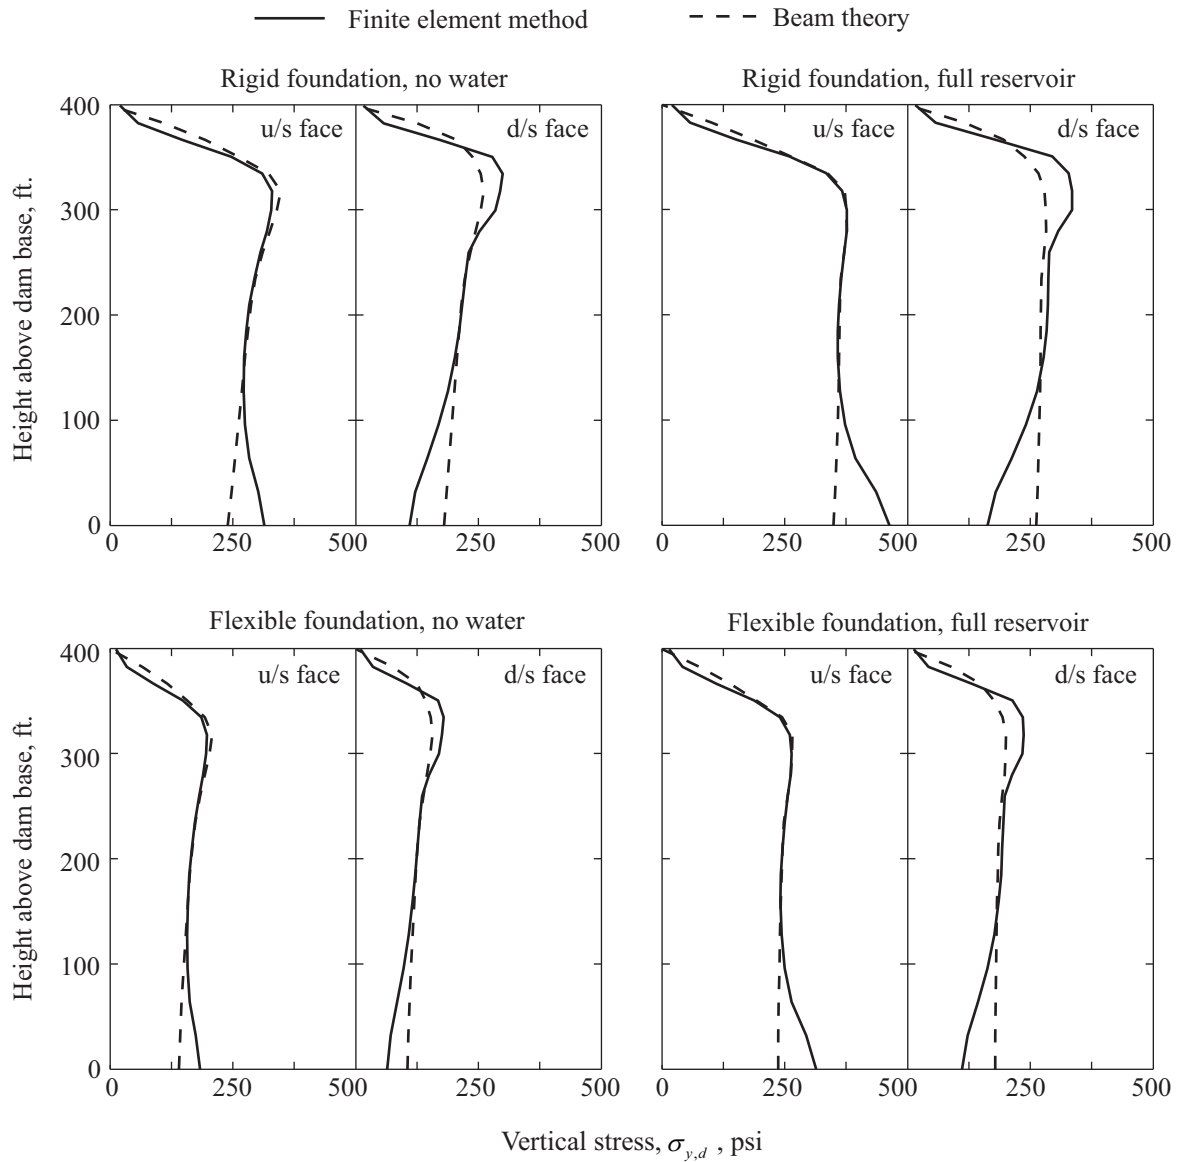 Finite element method
Beam theory
Rigid foundation, no water
Rigid foundation, full reservoir
400
u/s face
d/s face
u/s face
d/s face
300
200
100
0
Height above dam base, ft.
0 250 500 250 500
0 250 500 250 500
Flexible foundation, no water
Flexible foundation, full reservoir
400
u/s face
d/s face
u/s face
d/s face
300
200
100
0
Height above dam base, ft.
0 250 500 250 500
0 250 500 250 500
Vertical stress, σy,d , psi